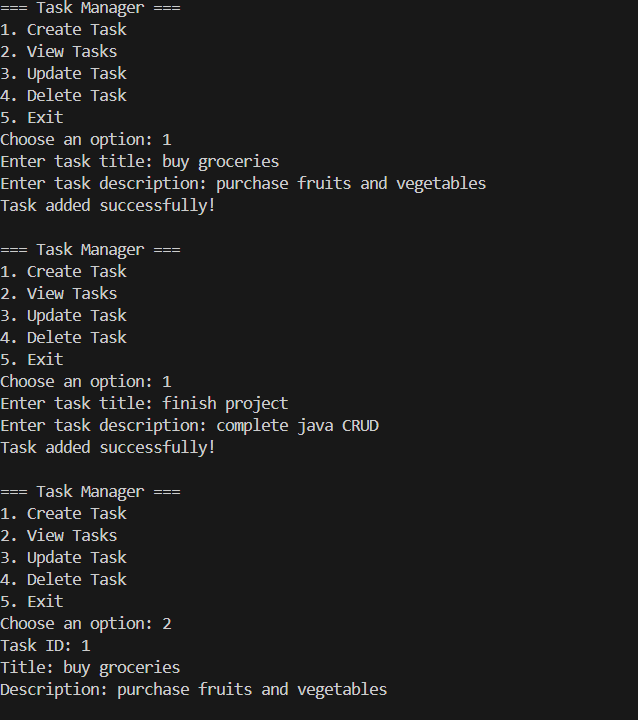 === Task Manager ===
1. Create Task
2. View Tasks
3. Update Task
4. Delete Task
5. Exit
Choose an option: 1
Enter task title: buy groceries
Enter task description: purchase fruits and vegetables
Task added successfully!
=== Task Manager ===
1. Create Task
2. View Tasks
3. Update Task
4. Delete Task
5. Exit
Choose an option: 1
Enter task title: finish project
Enter task description: complete java CRUD
Task added successfully!
=== Task Manager ===
1. Create Task
2. View Tasks
3. Update Task
4. Delete Task
5. Exit
Choose an option: 2
Task ID: 1
Title: buy groceries
Description: purchase fruits and vegetables